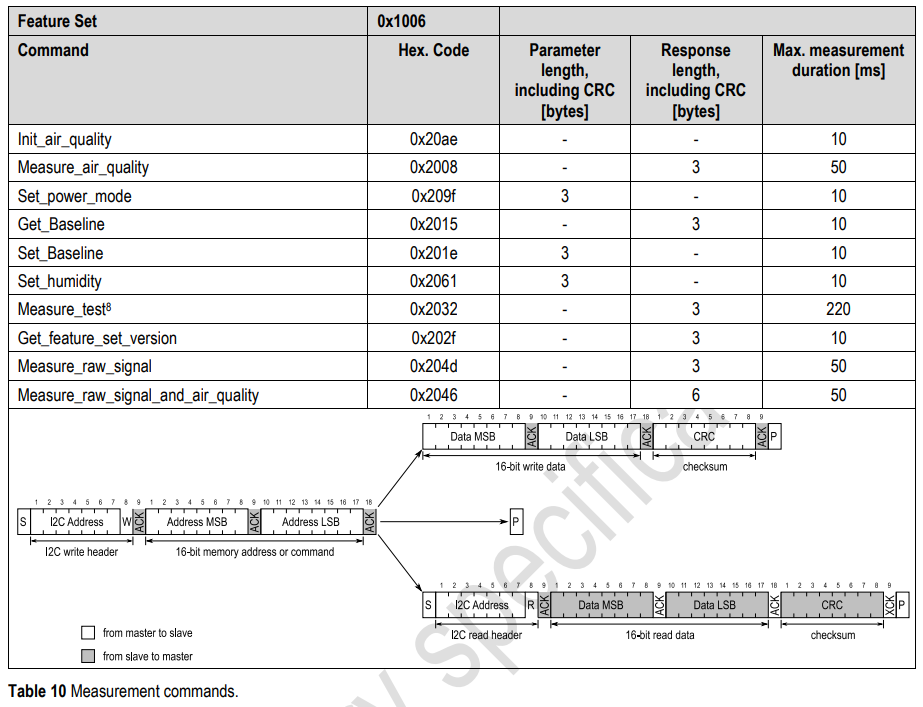 Feature Set 0x1006
Command Hex. Code Parameter length, including CRC [bytes] Response length, including CRC [bytes] Max. measurement duration [ms]
Init_air_quality 0x20ae - - 10
Measure_air_quality 0x2008 - 3 50
Set_power_mode 0x209f 3 - 10
Get_Baseline 0x2015 - 3 10
Set_Baseline 0x201e 3 - 10
Set_humidity 0x2061 3 - 10
Measure_test8 0x2032 - 3 220
Get_feature_set_version 0x202f - 3 10
Measure_raw_signal 0x204d - 3 50
Measure_raw_signal_and_air_quality 0x2046 - 6 50
1 2 3 4 5 6 7 8 9 10 11 12 13 14 15 16 17 18 1 2 3 4 5 6 7 8 9
Data MSB ACK Data LSB ACK CRC ACK P
16-bit write data checksum
1 2 3 4 5 6 7 8 9 1 2 3 4 5 6 7 8 9 10 11 12 13 14 15 16 17 18
S I2C Address W ACK Address MSB ACK Address LSB ACK P
I2C write header 16-bit memory address or command
1 2 3 4 5 6 7 8 9 1 2 3 4 5 6 7 8 9 10 11 12 13 14 15 16 17 18 1 2 3 4 5 6 7 8 9
S I2C Address R ACK Data MSB ACK Data LSB ACK CRC XCK P
I2C read header 16-bit read data checksum
from master to slave
from slave to master
y specifica
Table 10 Measurement commands.